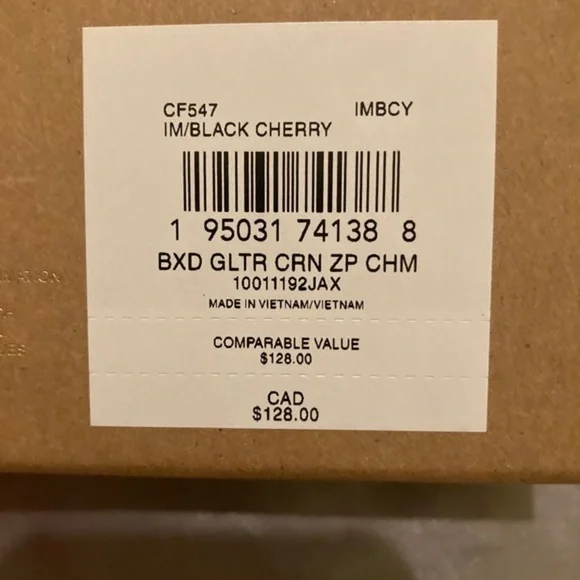 CF547 IMBCY
IM/BLACK CHERRY
1 95031 74138 8
BXD GLTR CRN ZP CHM
10011192JAX
MADE IN VIETNAM/VIETNAM
COMPARABLE VALUE
$128.00
CAD
$128.00